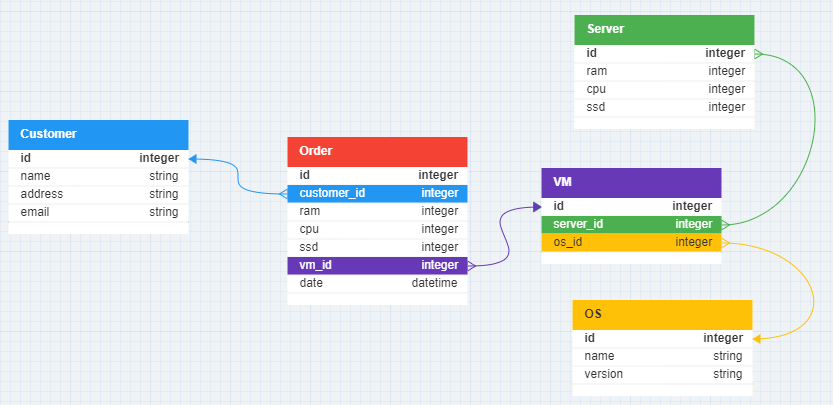 Customer
id integer
name string
address string
email string
Order
id integer
customer_id integer
ram integer
cpu integer
ssd integer
vm_id integer
date datetime
Server
id integer
ram integer
cpu integer
ssd integer
VM
id integer
server_id integer
os_id integer
OS
id integer
name string
version string